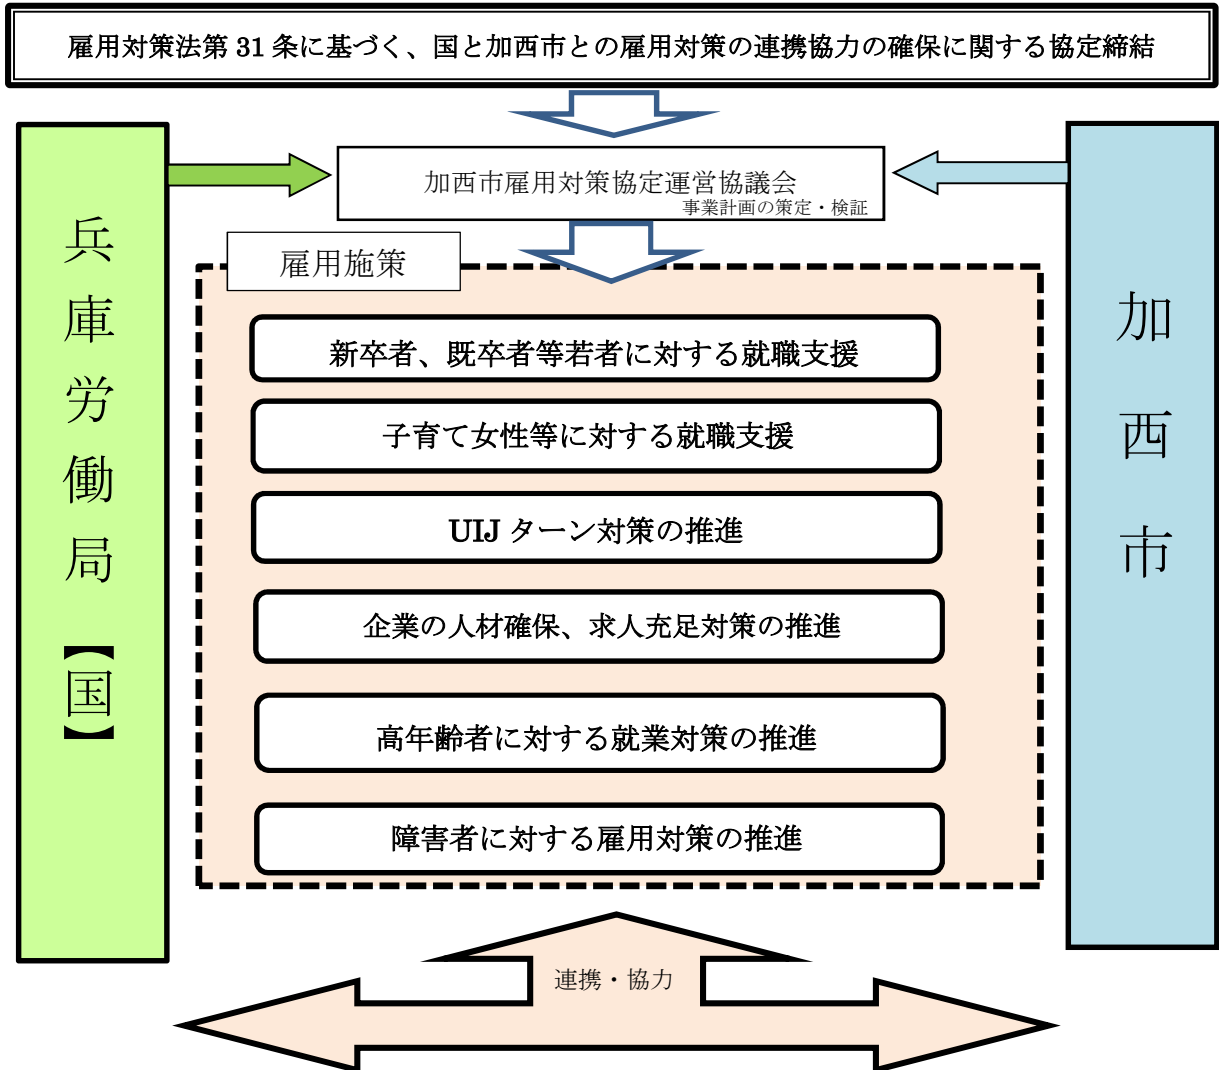 雇用対策法第 31 条に基づく、国と加西市との雇用対策の連携協力の確保に関する協定締結
加西市雇用対策協定運営協議会
事業計画の策定・検証
兵庫労働局【国】
加西市
雇用施策
新卒者、既卒者等若者に対する就職支援
子育て女性等に対する就職支援
UIJ ターン対策の推進
企業の人材確保、求人充足対策の推進
高年齢者に対する就業対策の推進
障害者に対する雇用対策の推進
連携・協力